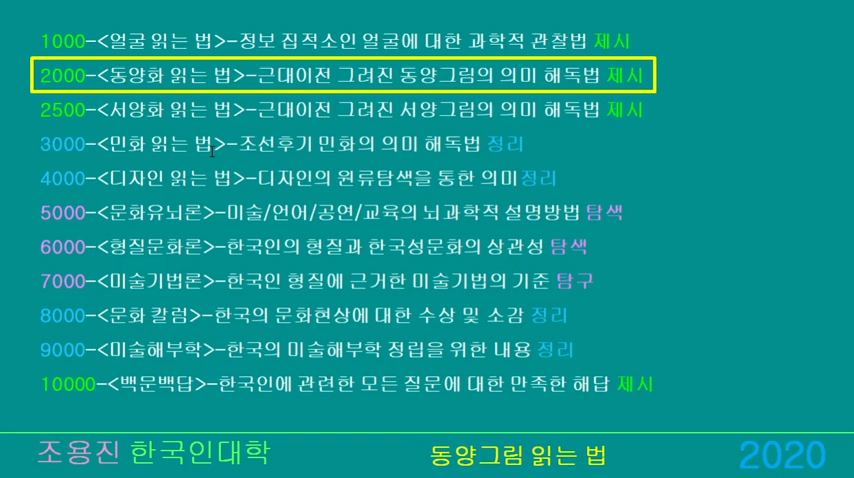 1000-<얼굴 읽는 법>-정보 집적소인 얼굴에 대한 과학적 관찰법 제시
2000-<동양화 읽는 법>-근대이전 그려진 동양그림의 의미 해독법 제시
2500-<서양화 읽는 법>-근대이전 그려진 서양그림의 의미 해독법 제시
3000-<민화 읽는 법>-조선후기 민화의 의미 해독법 정리
4000-<디자인 읽는 법>-디자인의 원류탐색을 통한 의미정리
5000-<문화유뇌론>-미술/언어/공연/교육의 뇌과학적 설명방법 탐색
6000-<형질문화론>-한국인의 형질과 한국성문화의 상관성 탐색
7000-<미술기법론>-한국인 형질에 근거한 미술기법의 기준 탐구
8000-<문화 칼럼>-한국의 문화현상에 대한 수상 및 소감 정리
9000-<미술해부학>-한국의 미술해부학 정립을 위한 내용 정리
10000-<백문백답>-한국인에 관련한 모든 질문에 대한 만족한 해답 제시
조용진 한국인대학 동양그림 읽는 법 2020